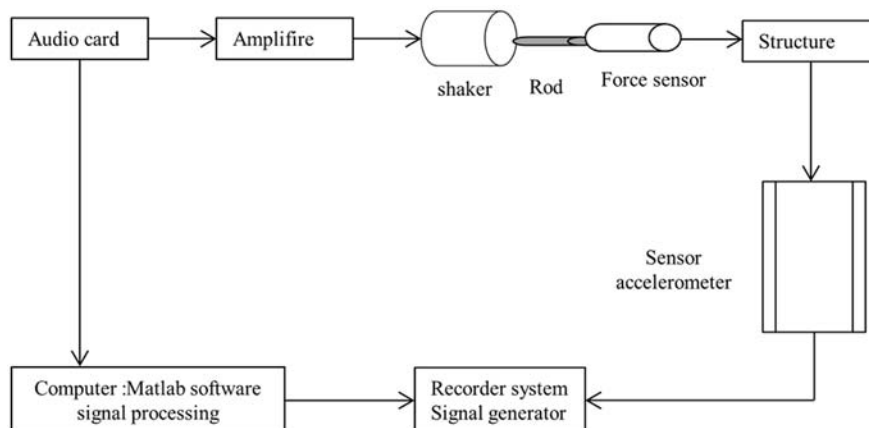 Audio card
Amplifire
shaker
Rod
Force sensor
Structure
Sensor
accelerometer
Computer :Matlab software
signal processing
Recorder system
Signal generator